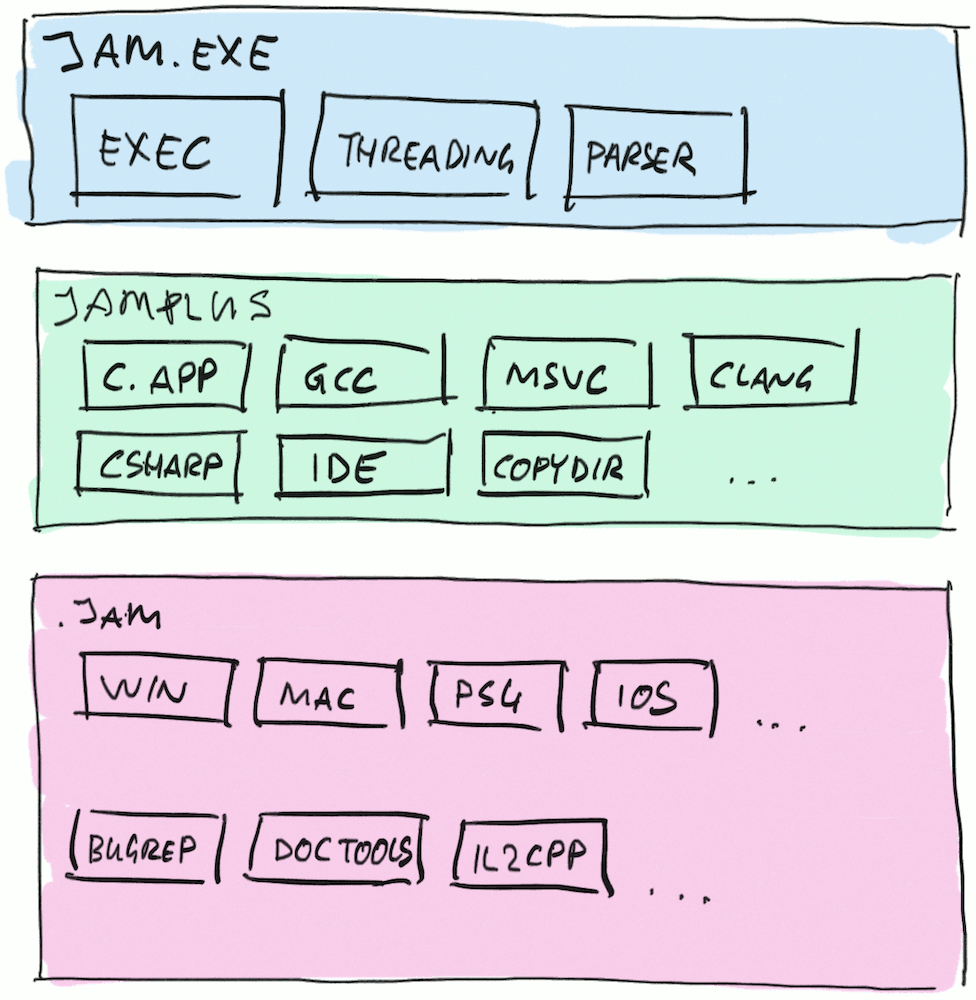 JAM.EXE
EXEC THREADING PARSER
JAMPLUS
C.APP GCC MSVC CLANG
CSHARP IDE COPYDIR ...
.JAM
WIN MAC PS4 IOS ...
BUGREP DOCTOOLS IL2CPP ....